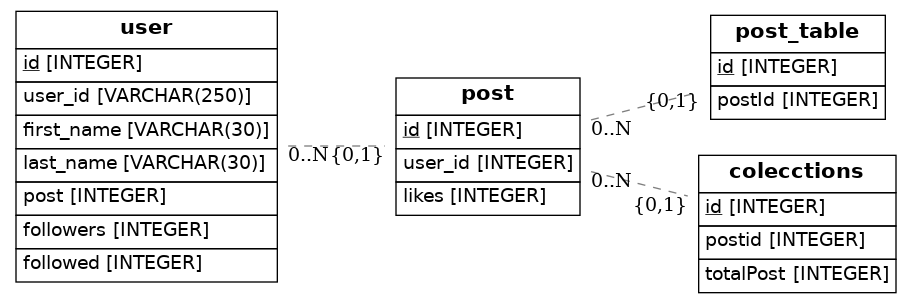 user
id [INTEGER]
user_id [VARCHAR(250)]
first_name [VARCHAR(30)]
last_name [VARCHAR(30)]
post [INTEGER]
followers [INTEGER]
followed [INTEGER]
0..N
{0,1}
post
id [INTEGER]
user_id [INTEGER]
likes [INTEGER]
0..N
{0,1}
0..N
{0,1}
post_table
id [INTEGER]
postId [INTEGER]
colecctions
id [INTEGER]
postid [INTEGER]
totalPost [INTEGER]